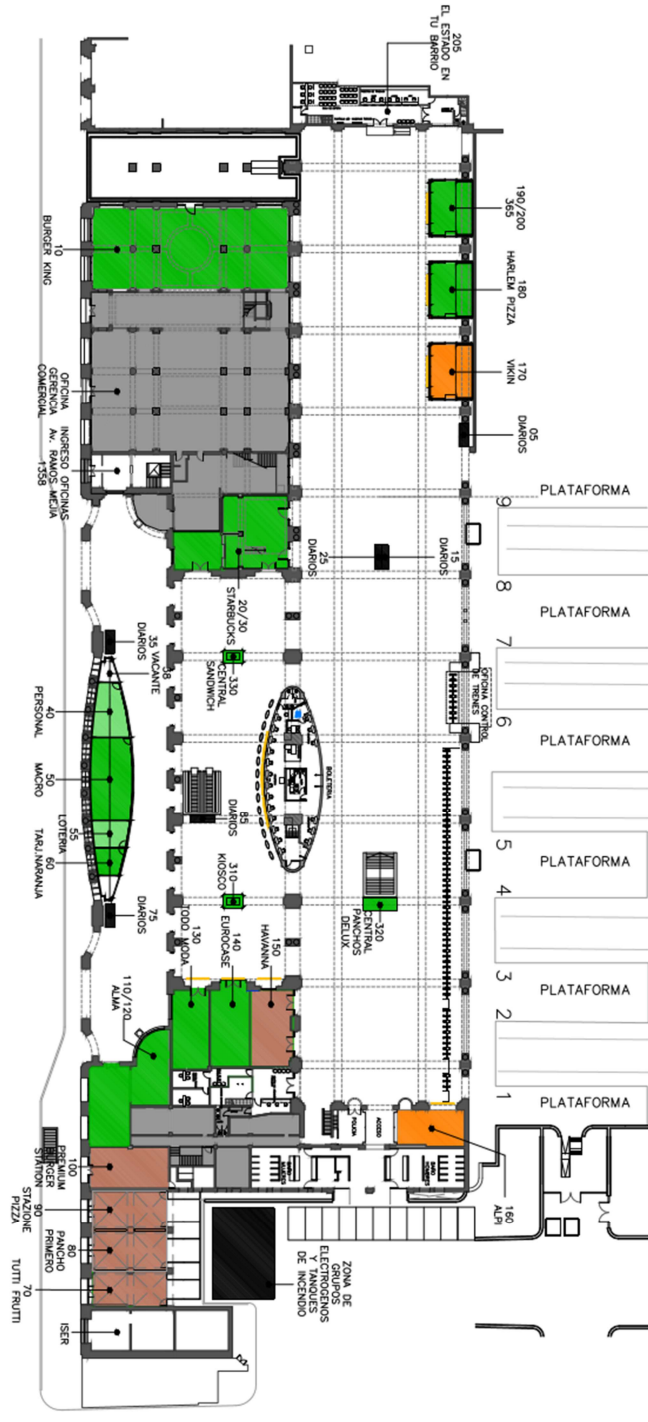 205
EL ESTADO EN
TU BARRIO
190/200
365
180
HARLEM PIZZA
170
VIKIN
05
DIARIOS
10
BURGER KING
OFICINA
GERENCIA
COMERCIAL
INGRESO OFICINAS
Av. RAMOS MEJIA
1358
15
DIARIOS
25
DIARIOS
20/30
STARBUCKS
330
CENTRAL
SANDWICH
OFICINA CONTROL
DE TRENES
35
DIARIOS
38
VACANTE
40
PERSONAL
50
MACRO
55
LOTERIA
60
TARJ.NARANJA
75
DIARIOS
BOLETERIA
85
DIARIOS
310
KIOSCO
320
CENTRAL
PANCHOS
DELUX
130
TODO MODA
140
EUROCASE
150
HAVANNA
110/120
ALMA
POLICIA
ACCESO
160
ALPI
100
PREMIUM
BURGER
STATION
90
STAZIONE
PIZZA
80
PANCHO
PRIMERO
70
TUTTI FRUTTI
ISER
ZONA DE
GRUPOS
ELECTROGENOS
Y TANQUES
DE INCENDIO
PLATAFORMA
9
8
PLATAFORMA
7
6
PLATAFORMA
5
PLATAFORMA
4
3
PLATAFORMA
2
1
PLATAFORMA